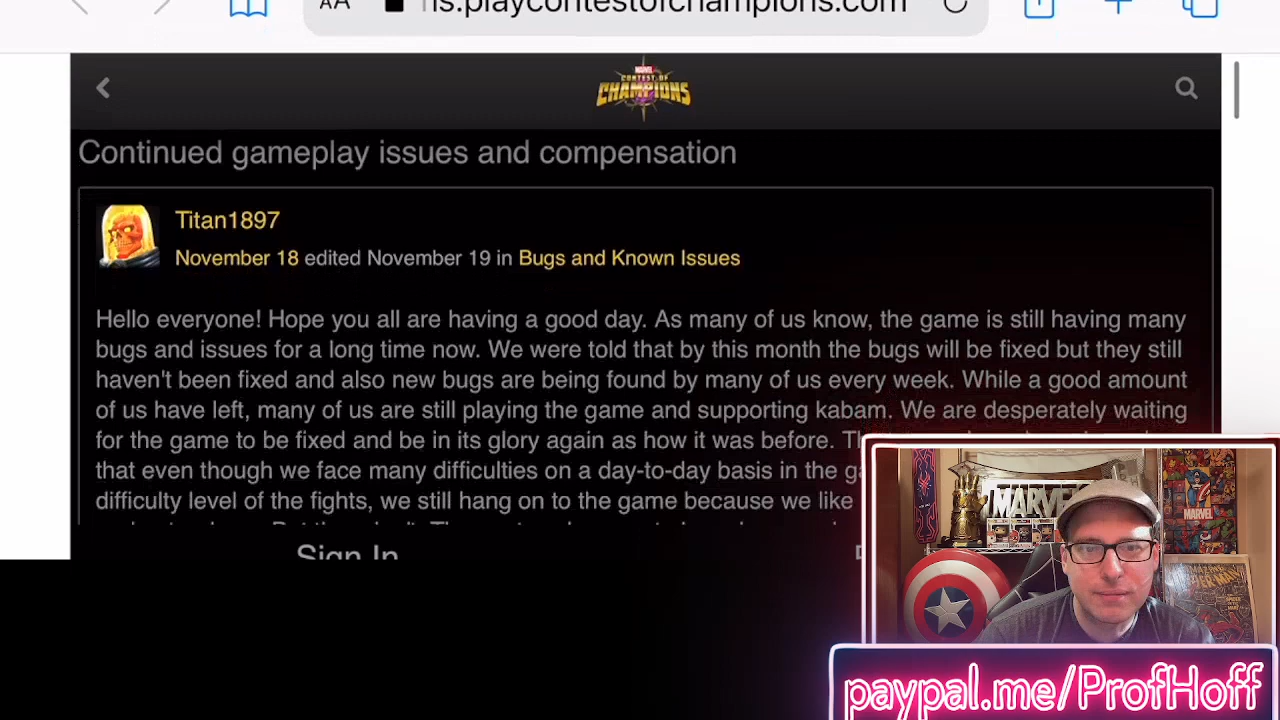 AA
is.playcontestofchampions.com
MARVEL
CONTEST OF
CHAMPIONS
Continued gameplay issues and compensation
Titan1897
November 18 edited November 19 in Bugs and Known Issues
Hello everyone! Hope you all are having a good day. As many of us know, the game is still having many
bugs and issues for a long time now. We were told that by this month the bugs will be fixed but they still
haven't been fixed and also new bugs are being found by many of us every week. While a good amount
of us have left, many of us are still playing the game and supporting kabam. We are desperately waiting
for the game to be fixed and be in its glory again as how it was before.
that even though we face many difficulties on a day-to-day basis in the
difficulty level of the fights, we still hang on to the game because we like
Sign In
MARVEL
MARVEL
AMAZING
SPIDER-MAN
paypal.me/ProfHoff